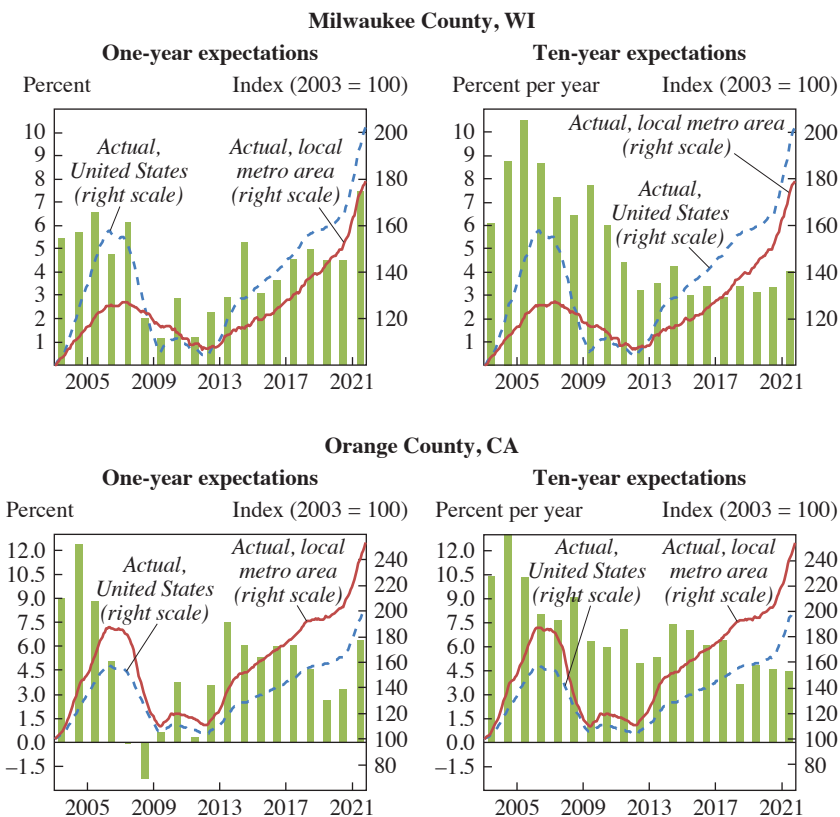 Milwaukee County, WI
One-year expectations
Percent
Index (2003 = 100)
10
9
8
7
6
5
4
3
2
1
Actual,
United States
(right scale)
Actual, local
metro area
(right scale)
200
180
160
140
120
2005 2009 2013 2017 2021
Ten-year expectations
Percent per year
Index (2003 = 100)
10
9
8
7
6
5
4
3
2
1
Actual, local metro area
(right scale)
Actual,
United States
(right scale)
200
180
160
140
120
2005 2009 2013 2017 2021
Orange County, CA
One-year expectations
Percent
Index (2003 = 100)
12.0
10.5
9.0
7.5
6.0
4.5
3.0
1.5
0.0
–1.5
Actual,
United States
(right scale)
Actual, local
metro area
(right scale)
240
220
200
180
160
140
120
100
80
2005 2009 2013 2017 2021
Ten-year expectations
Percent per year
Index (2003 = 100)
12.0
10.5
9.0
7.5
6.0
4.5
3.0
1.5
0.0
–1.5
Actual,
United States
(right scale)
Actual, local
metro area
(right scale)
240
220
200
180
160
140
120
100
80
2005 2009 2013 2017 2021